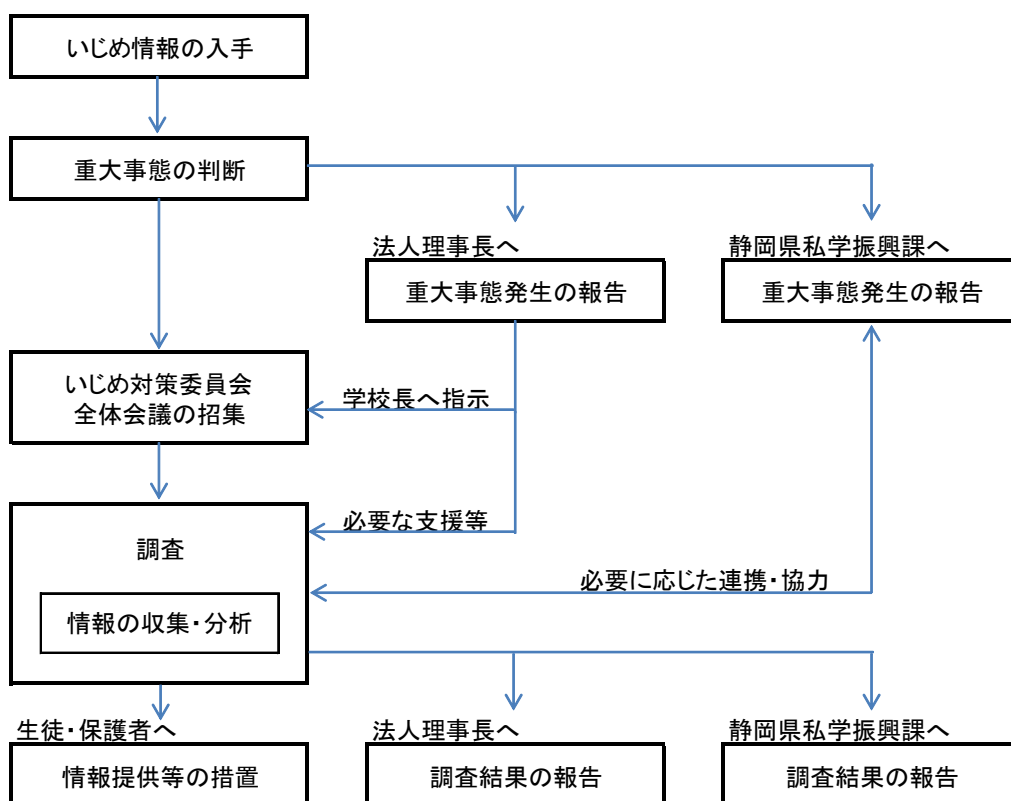 いじめ情報の入手
重大事態の判断
法人理事長へ
静岡県私学振興課へ
重大事態発生の報告
重大事態発生の報告
いじめ対策委員会
全体会議の招集
学校長へ指示
必要な支援等
調査
必要に応じた連携・協力
情報の収集・分析
生徒・保護者へ
法人理事長へ
静岡県私学振興課へ
情報提供等の措置
調査結果の報告
調査結果の報告